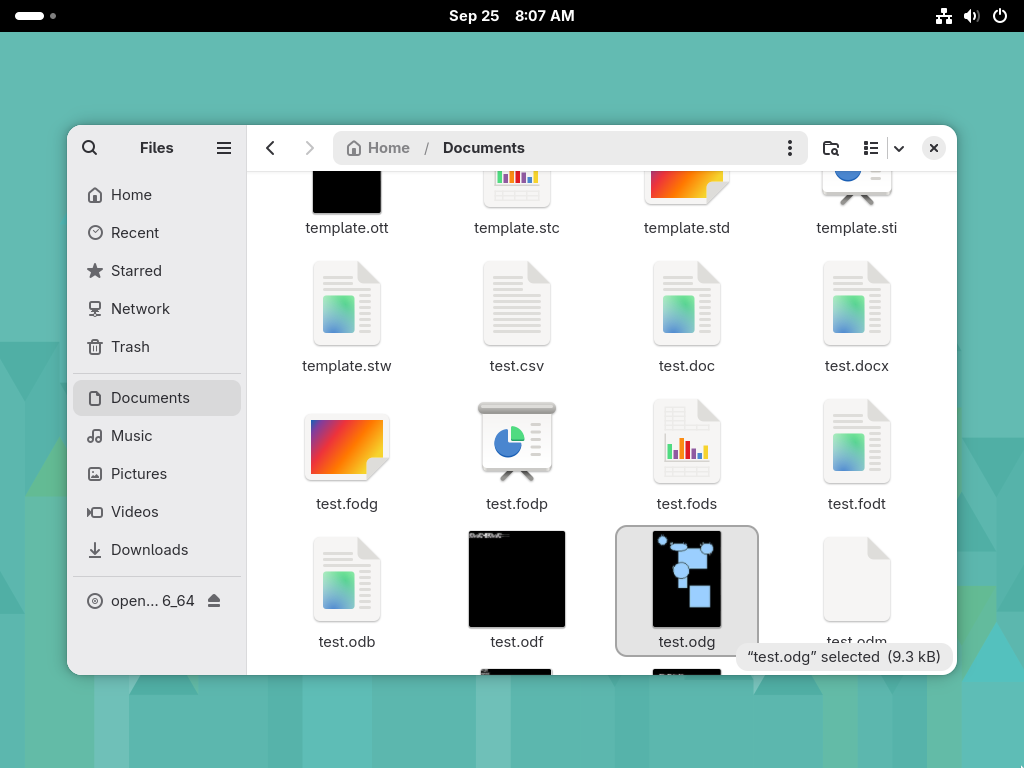 Sep 25 8:07 AM
Files
Home / Documents
Home
Recent
Starred
Network
Trash
Documents
Music
Pictures
Videos
Downloads
open… 6_64
template.ott template.stc template.std template.sti
template.stw test.csv test.doc test.docx
test.fodg test.fodp test.fods test.fodt
test.odb test.odf test.odg test.odm
“test.odg” selected (9.3 kB)